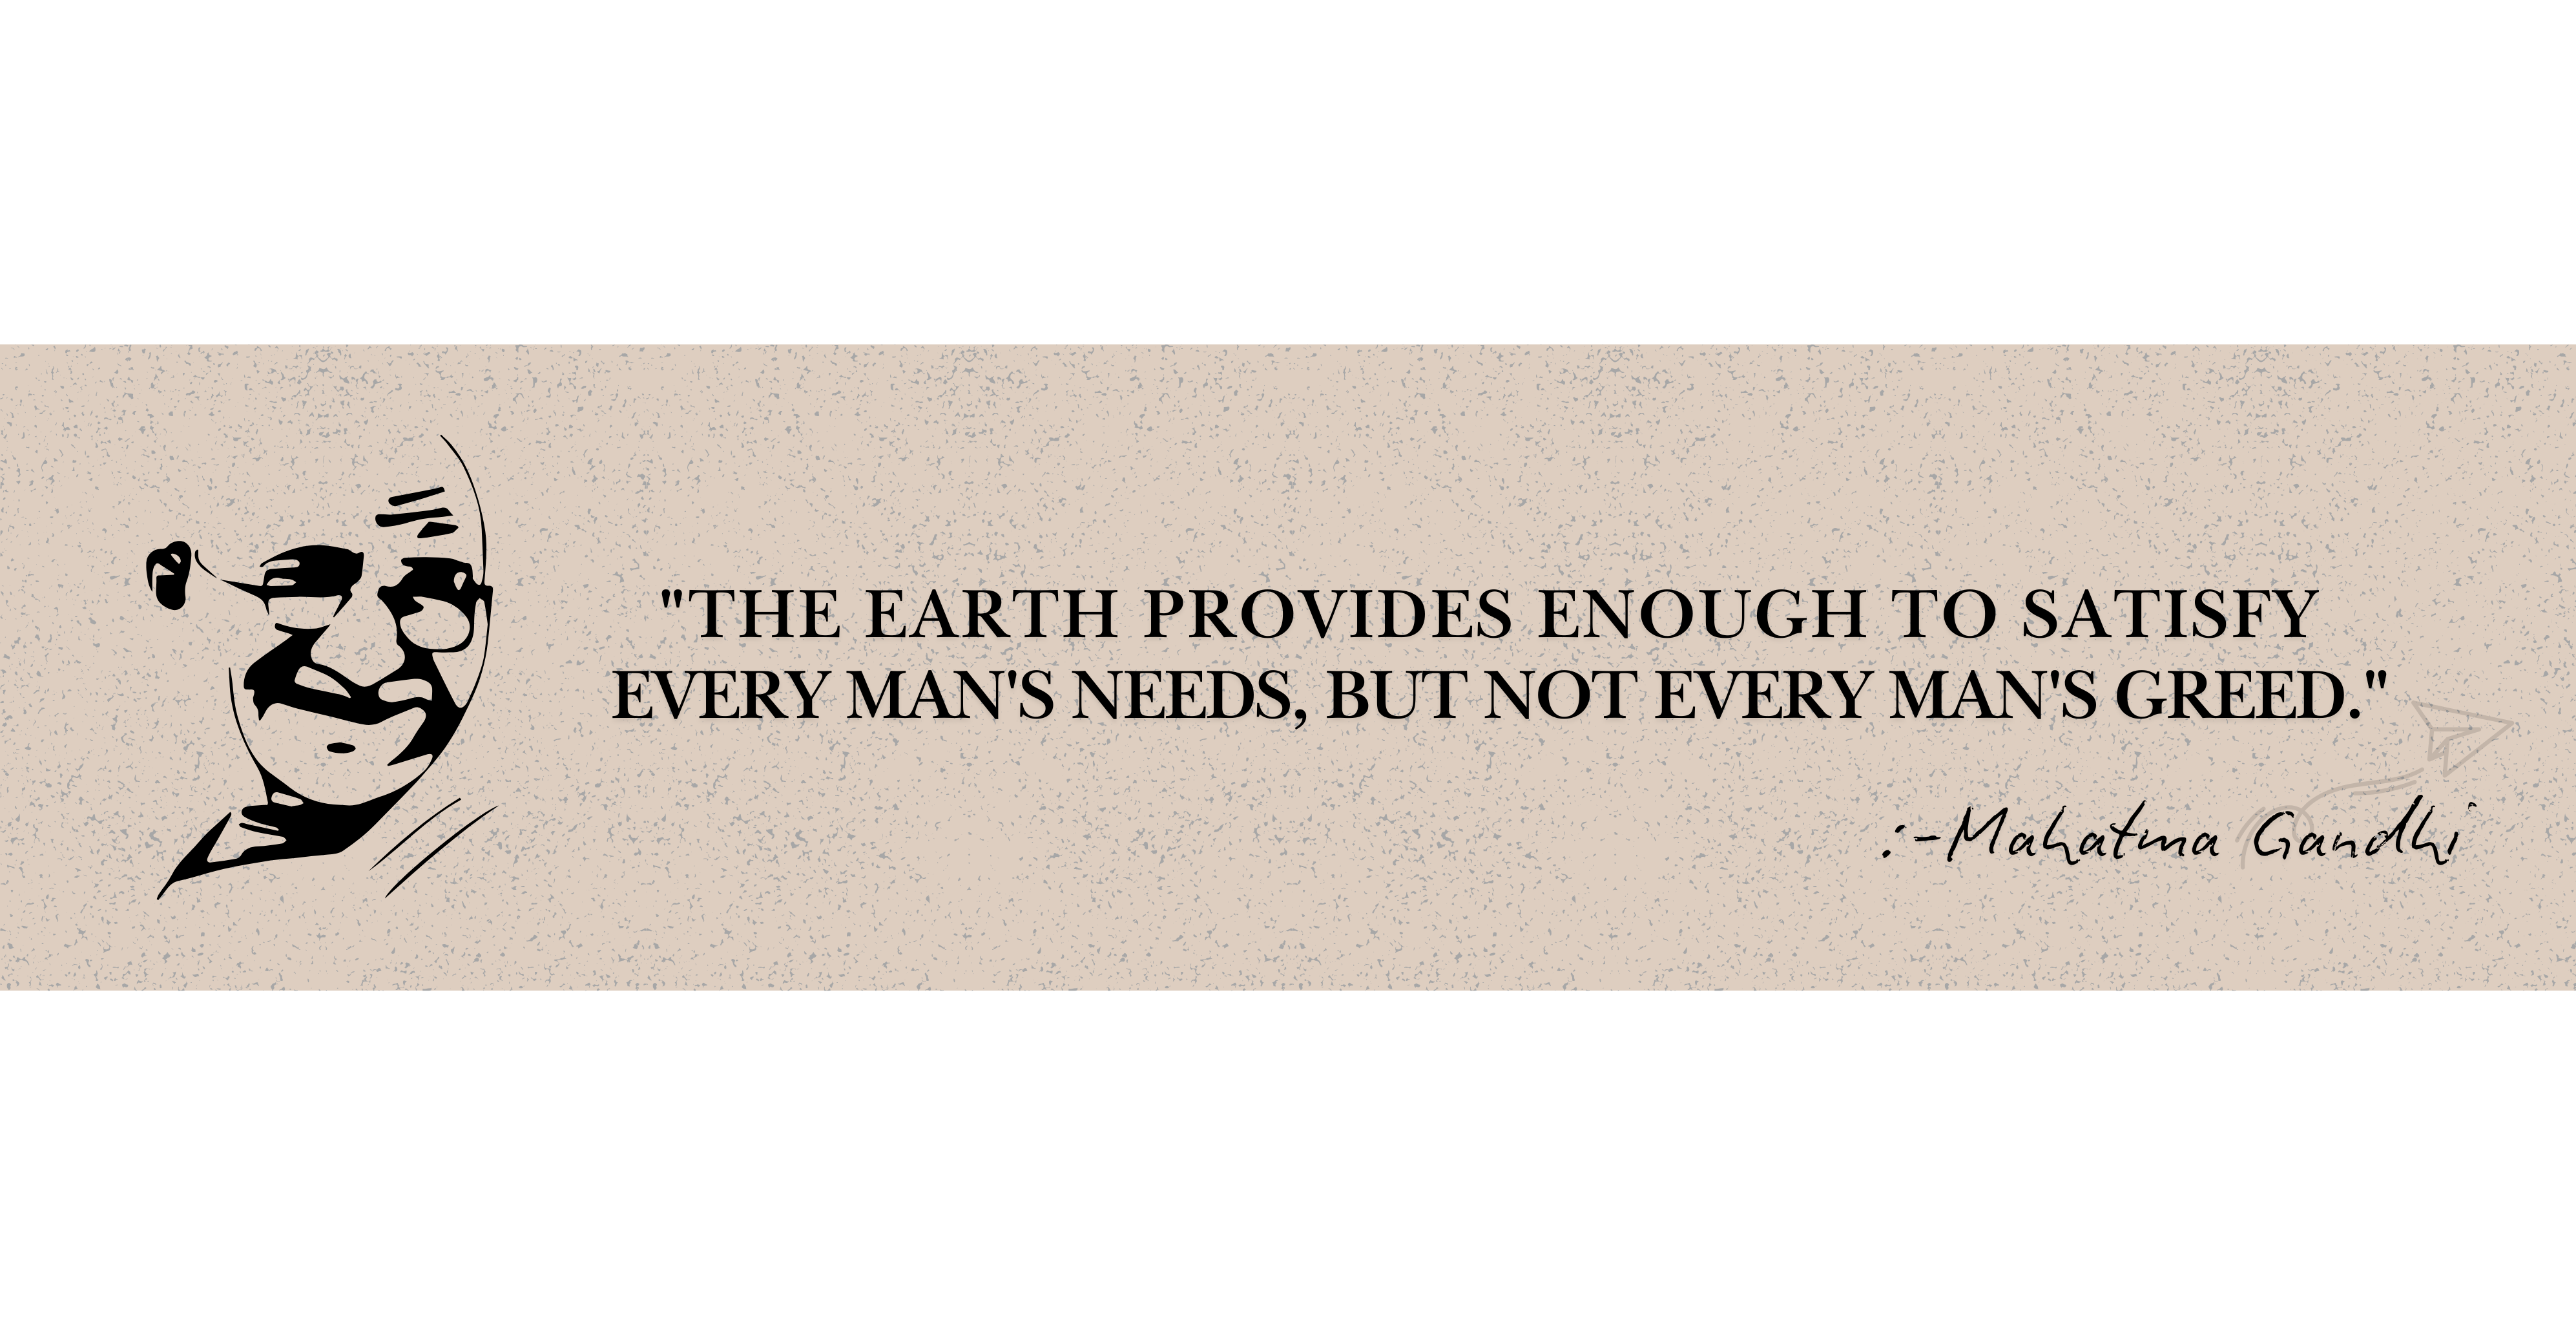 "THE EARTH PROVIDES ENOUGH TO SATISFY
EVERY MAN'S NEEDS, BUT NOT EVERY MAN'S GREED."
:-Mahatma Gandhi